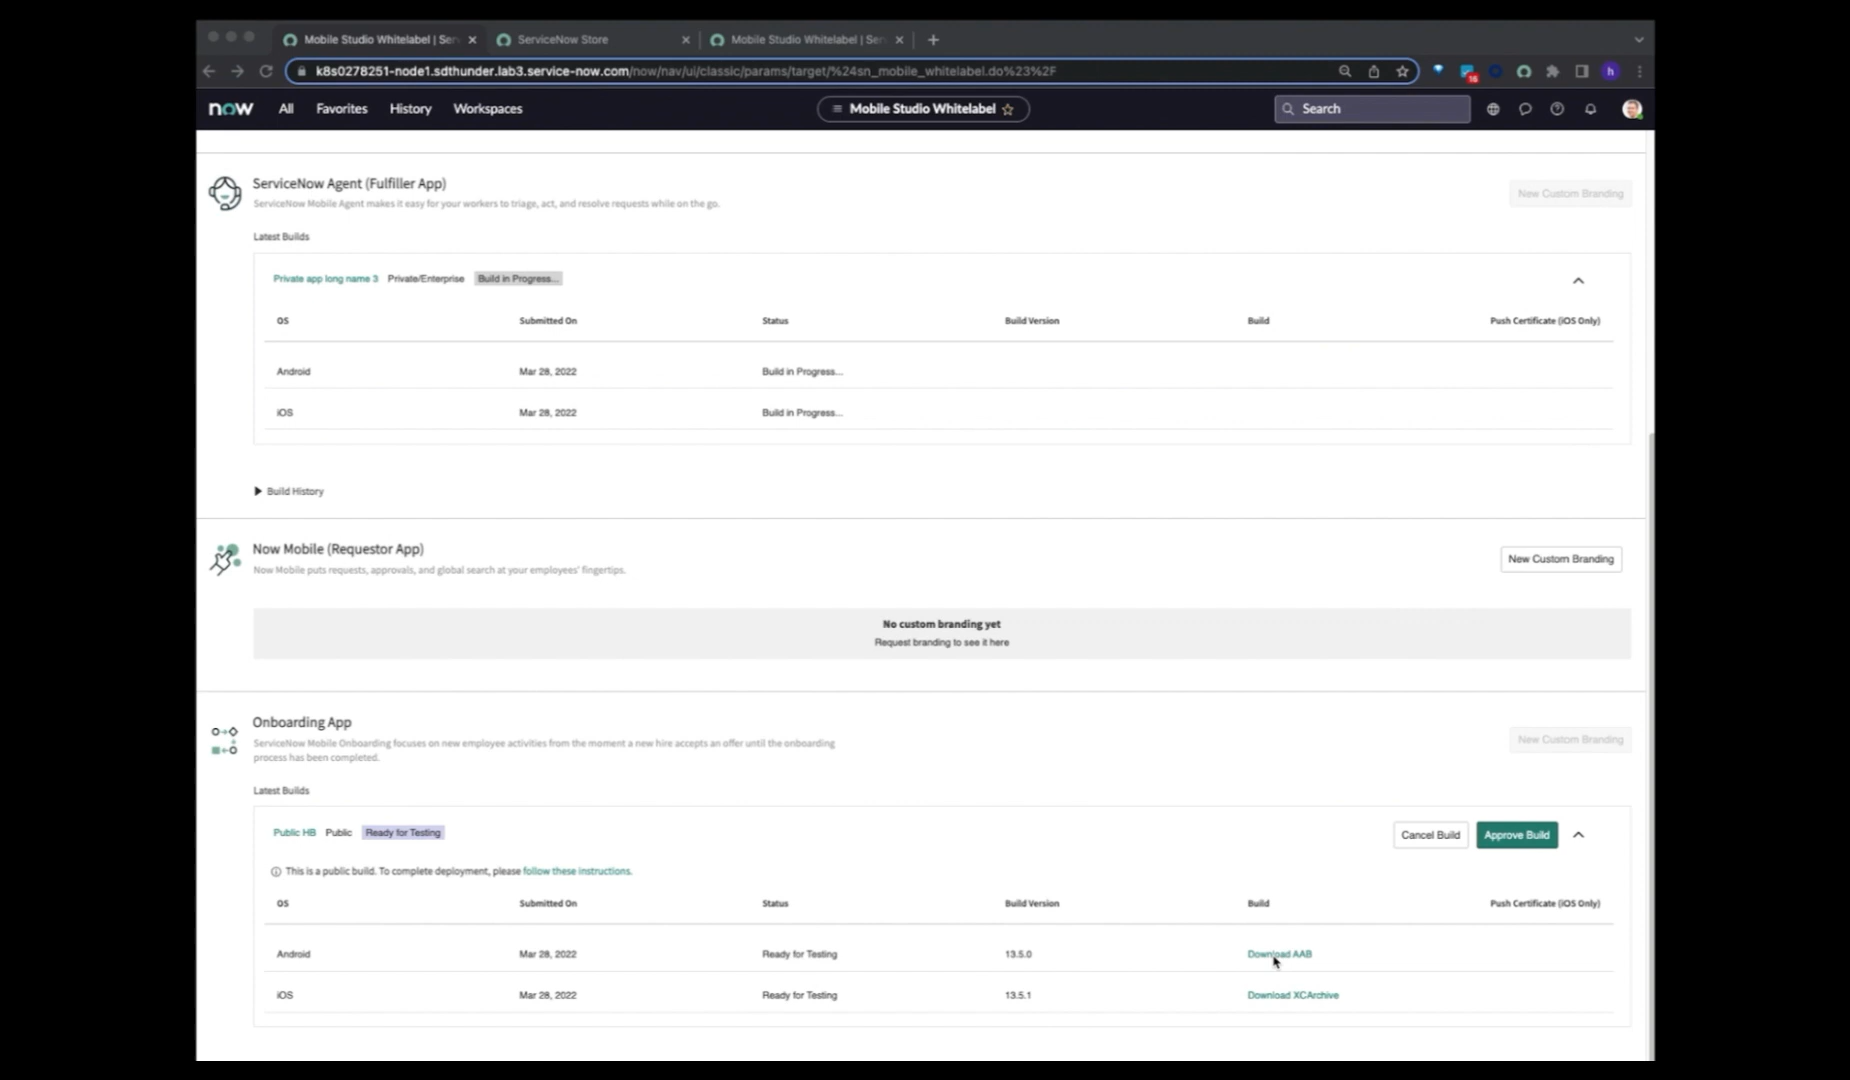 Mobile Studio Whitelabel | Ser
ServiceNow Store
Mobile Studio Whitelabel | Ser
k8s0278251-node1.sdthunder.lab3.service-now.com/now/nav/ui/classic/params/target/%24sn_mobile_whitelabel.do%23%2F
16
h
now
All
Favorites
History
Workspaces
Mobile Studio Whitelabel
Search
ServiceNow Agent (Fulfiller App)
New Custom Branding
ServiceNow Mobile Agent makes it easy for your workers to triage, act, and resolve requests while on the go.
Latest Builds
Private app long name 3 Private/Enterprise Build in Progress...
OS Submitted On Status Build Version Build Push Certificate (iOS Only)
Android Mar 28, 2022 Build in Progress...
iOS Mar 28, 2022 Build in Progress...
Build History
Now Mobile (Requestor App)
New Custom Branding
Now Mobile puts requests, approvals, and global search at your employees' fingertips.
No custom branding yet
Request branding to see it here
Onboarding App
New Custom Branding
ServiceNow Mobile Onboarding focuses on new employee activities from the moment a new hire accepts an offer until the onboarding
process has been completed.
Latest Builds
Public HB Public Ready for Testing Cancel Build Approve Build
This is a public build. To complete deployment, please follow these instructions.
OS Submitted On Status Build Version Build Push Certificate (iOS Only)
Android Mar 28, 2022 Ready for Testing 13.5.0 Download AAB
iOS Mar 28, 2022 Ready for Testing 13.5.1 Download XCArchive